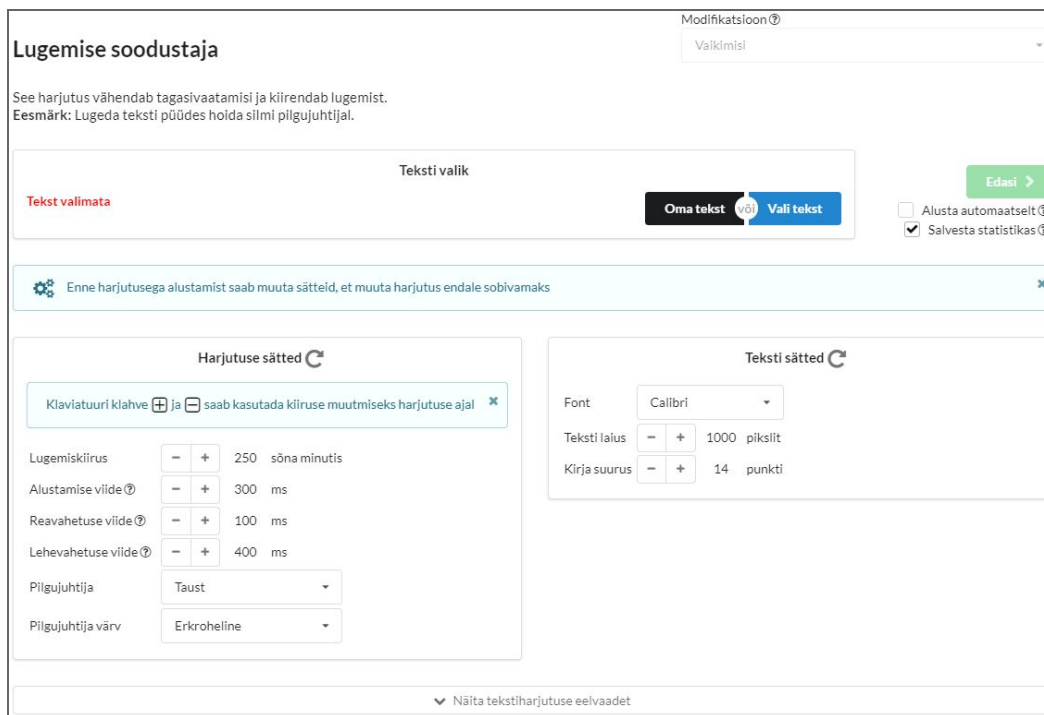 Modifikatsioon
Lugemise soodustaja
Vaikimisi
See harjutus vähendab tagasivaatamisi ja kiirendab lugemist.
Eesmärk: Lugeda teksti püüdes hoida silmi pilgujuhtijal.
Teksti valik
Tekst valimata
Oma tekst või Vali tekst
Edasi
Alusta automaatselt
Salvesta statistikas
Enne harjutusega alustamist saab muuta sätteid, et muuta harjutus endale sobivamaks
Harjutuse sätted
Klaviatuuri klahve + ja - saab kasutada kiiruse muutmiseks harjutuse ajal
Lugemiskiirus - + 250 sõna minutis
Alustamise viide - + 300 ms
Reavahetuse viide - + 100 ms
Lehevahetuse viide - + 400 ms
Pilgujuhtija Taust
Pilgujuhtija värv Erkroheline
Teksti sätted
Font Calibri
Teksti laius - + 1000 pikslit
Kirja suurus - + 14 punkti
Näita tekstiharjutuse eelvaadet